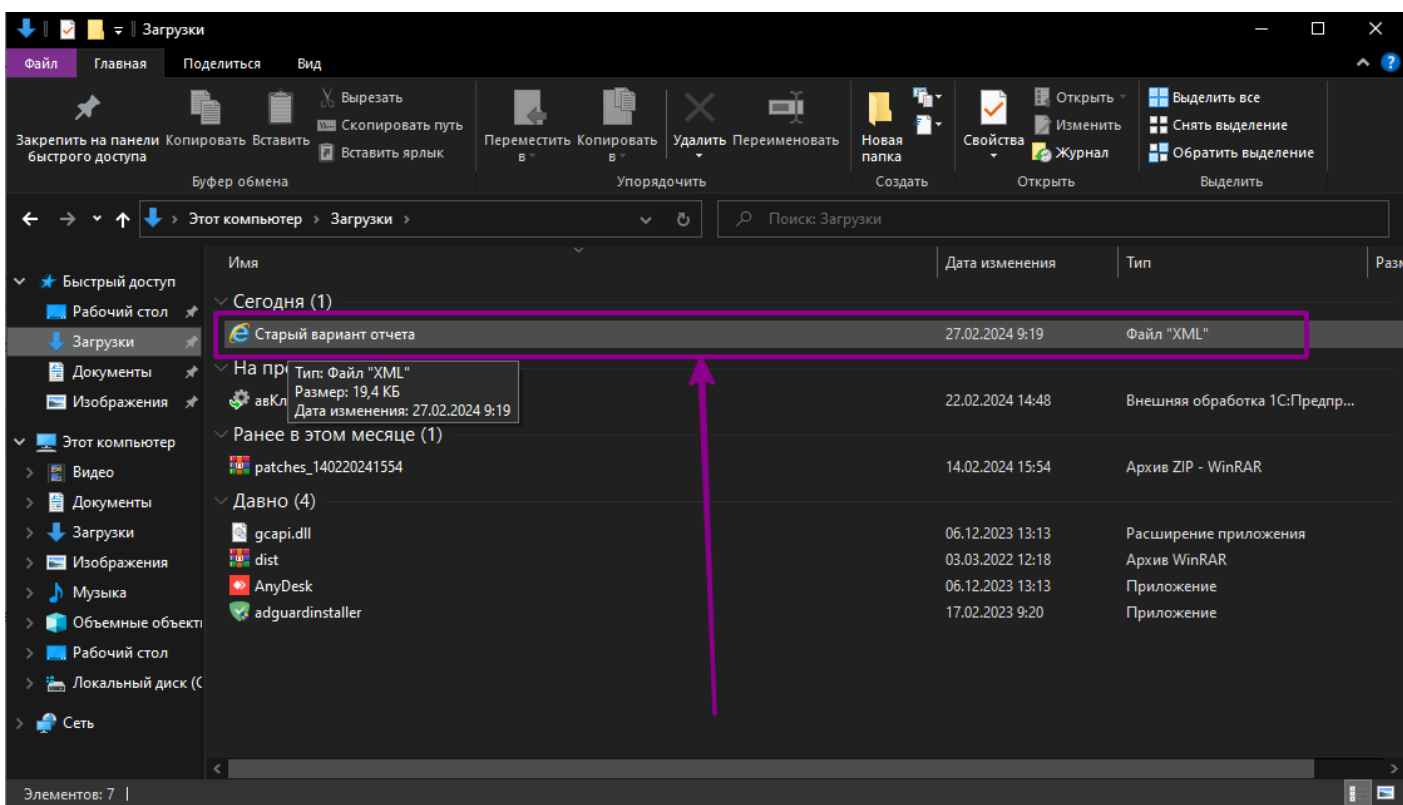 Загрузки
Файл Главная Поделиться Вид
Закрепить на панели быстрого доступа
Копировать
Вставить
Вырезать
Скопировать путь
Вставить ярлык
Переместить в
Копировать в
Удалить
Переименовать
Новая папка
Свойства
Открыть
Изменить
Журнал
Выделить все
Снять выделение
Обратить выделение
Буфер обмена Упорядочить Создать Открыть Выделить
Этот компьютер > Загрузки >
Поиск: Загрузки
Быстрый доступ
Рабочий стол
Загрузки
Документы
Изображения
Этот компьютер
Видео
Документы
Загрузки
Изображения
Музыка
Объемные объект
Рабочий стол
Локальный диск (C
Сеть
Имя Дата изменения Тип Разм
Сегодня (1)
Старый вариант отчета 27.02.2024 9:19 Файл "XML"
На пр
Тип: Файл "XML"
Размер: 19,4 КБ
Дата изменения: 27.02.2024 9:19
авКл 22.02.2024 14:48 Внешняя обработка 1С:Предпр...
Ранее в этом месяце (1)
patches_140220241554 14.02.2024 15:54 Архив ZIP - WinRAR
Давно (4)
gcapi.dll 06.12.2023 13:13 Расширение приложения
dist 03.03.2022 12:18 Архив WinRAR
AnyDesk 06.12.2023 13:13 Приложение
adguardinstaller 17.02.2023 9:20 Приложение
Элементов: 7